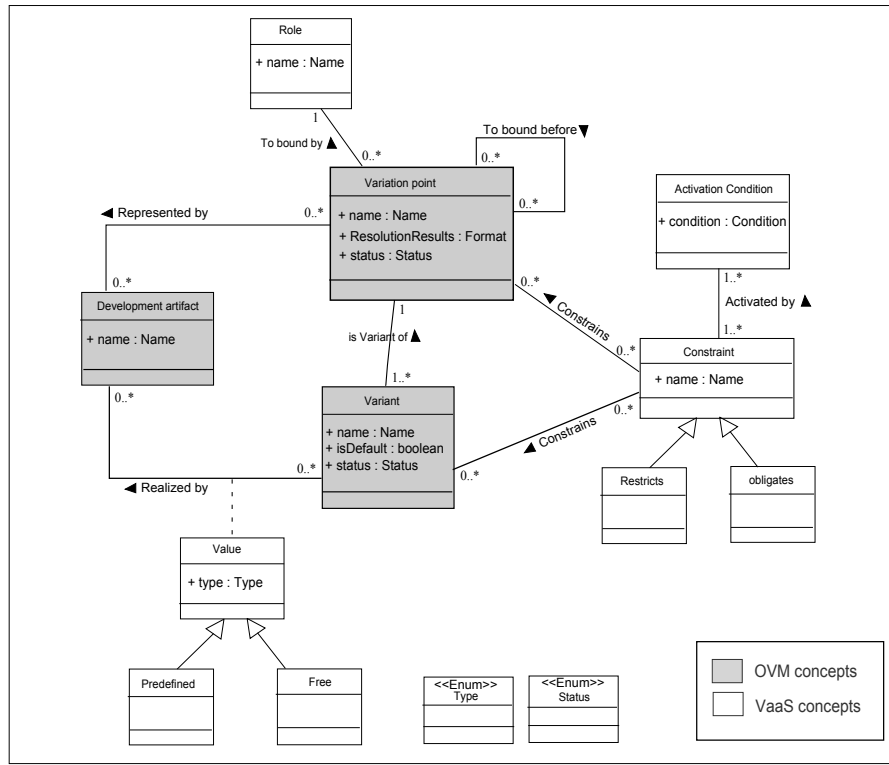 Role
+ name : Name
1
To bound by ▲
0..*
To bound before ▼
0..*
0..*
Variation point
+ name : Name
+ ResolutionResults : Format
+ status : Status
Activation Condition
+ condition : Condition
◄ Represented by
0..*
0..*
Development artifact
+ name : Name
0..*
1
is Variant of ▲
1..*
0..*
◄ Constrains
0..*
1..*
Activated by ▲
1..*
Constraint
+ name : Name
0..*
◄ Constrains
0..*
Variant
+ name : Name
+ isDefault : boolean
+ status : Status
◄ Realized by
0..*
Restricts
obligates
Value
+ type : Type
Predefined
Free
<<Enum>>
Type
<<Enum>>
Status
OVM concepts
VaaS concepts